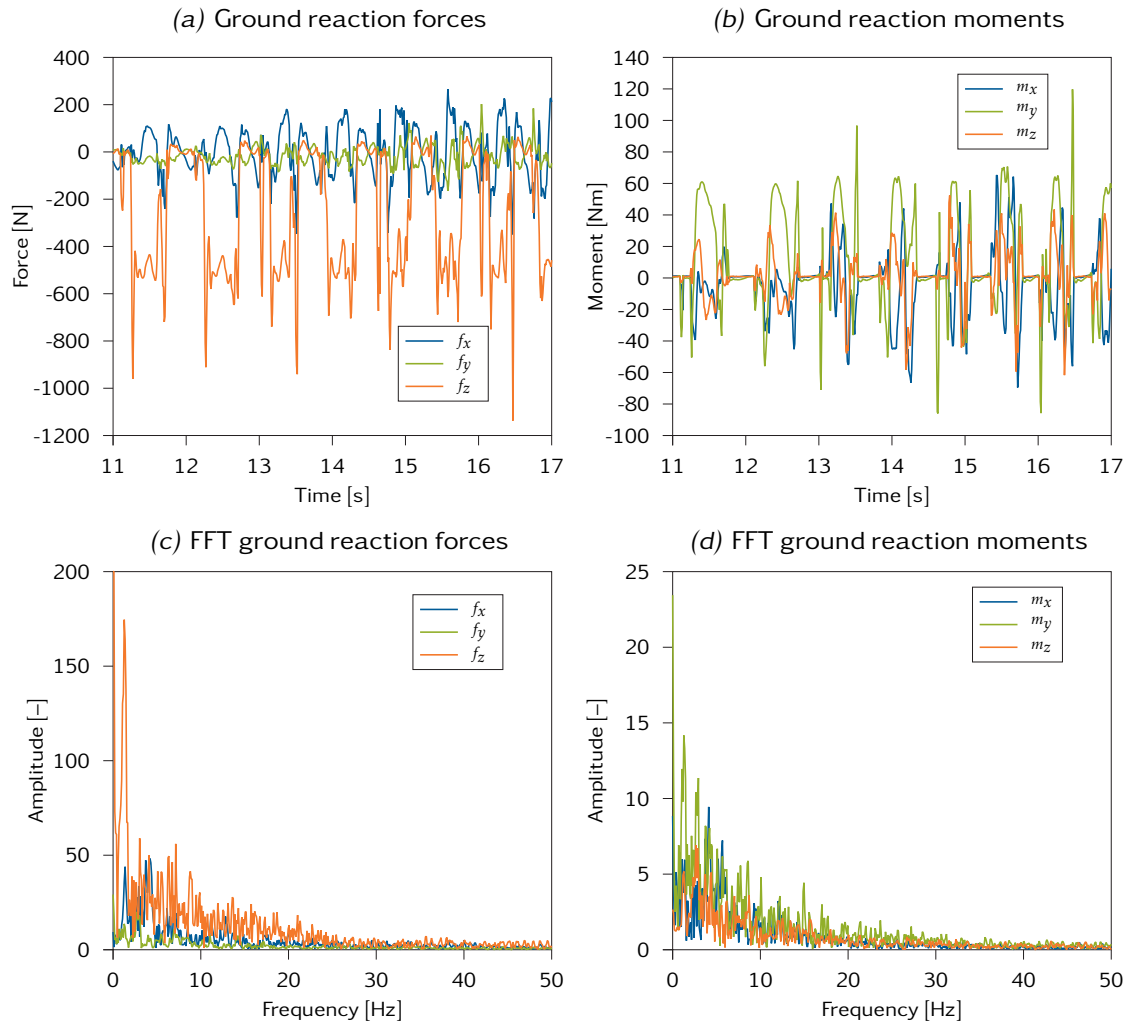 (a) Ground reaction forces
400
200
0
-200
-400
-600
-800
-1000
-1200
Force [N]
fx
fy
fz
11 12 13 14 15 16 17
Time [s]
(b) Ground reaction moments
140
120
100
80
60
40
20
0
-20
-40
-60
-80
-100
Moment [Nm]
mx
my
mz
11 12 13 14 15 16 17
Time [s]
(c) FFT ground reaction forces
200
150
100
50
0
Amplitude [–]
fx
fy
fz
0 10 20 30 40 50
Frequency [Hz]
(d) FFT ground reaction moments
25
20
15
10
5
0
Amplitude [–]
mx
my
mz
0 10 20 30 40 50
Frequency [Hz]